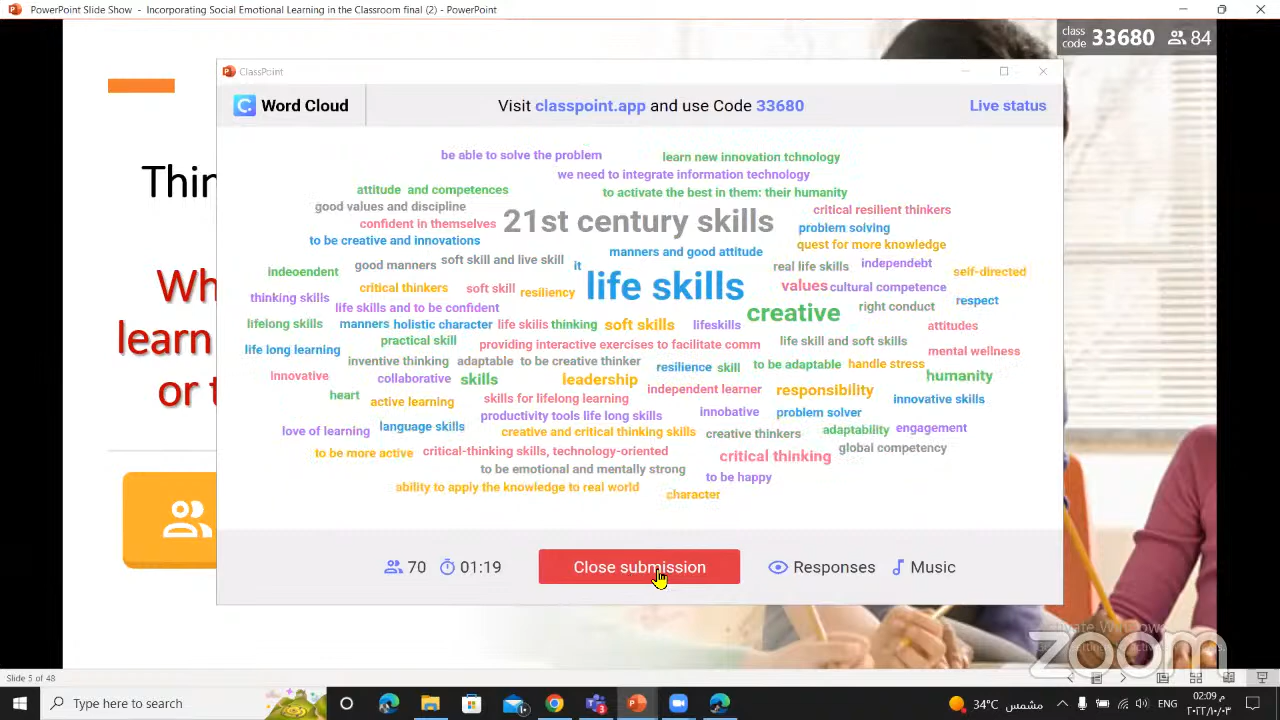 PowerPoint Slide Show - Incorporating Social Emotional Learning in the Classroom final (2) - PowerPoint
class code 33680 84
ClassPoint
Word Cloud
Visit classpoint.app and use Code 33680
Live status
be able to solve the problem
learn new innovation tchnology
we need to integrate information technology
attitude and competences
to activate the best in them: their humanity
good values and discipline
critical resilient thinkers
confident in themselves
21st century skills
problem solving
to be creative and innovations
quest for more knowledge
manners and good attitude
good manners
soft skill and live skill
it
real life skills
independebt
indeoendent
self-directed
critical thinkers
soft skill
resiliency
life skills
values
cultural competence
thinking skills
life skills and to be confident
creative
right conduct
respect
lifelong skills
manners
holistic character
life skills
thinking
soft skills
lifeskills
attitudes
practical skill
providing interactive exercises to facilitate comm
life skill and soft skills
life long learning
mental wellness
inventive thinking
adaptable
to be creative thinker
resilience
skill
to be adaptable
handle stress
innovative
collaborative
skills
leadership
independent learner
responsibility
humanity
heart
active learning
skills for lifelong learning
innovative skills
productivity tools life long skills
innobative
problem solver
love of learning
language skills
creative and critical thinking skills
creative thinkers
adaptability
engagement
to be more active
critical-thinking skills, technology-oriented
critical thinking
global competency
to be emotional and mentally strong
to be happy
ability to apply the knowledge to real world
character
Thin
Wh
learn
or t
70 01:19
Close submission
Responses
Music
zoom
Slide 5 of 48
Type here to search
34°C مشمس
ENG
02:09 م